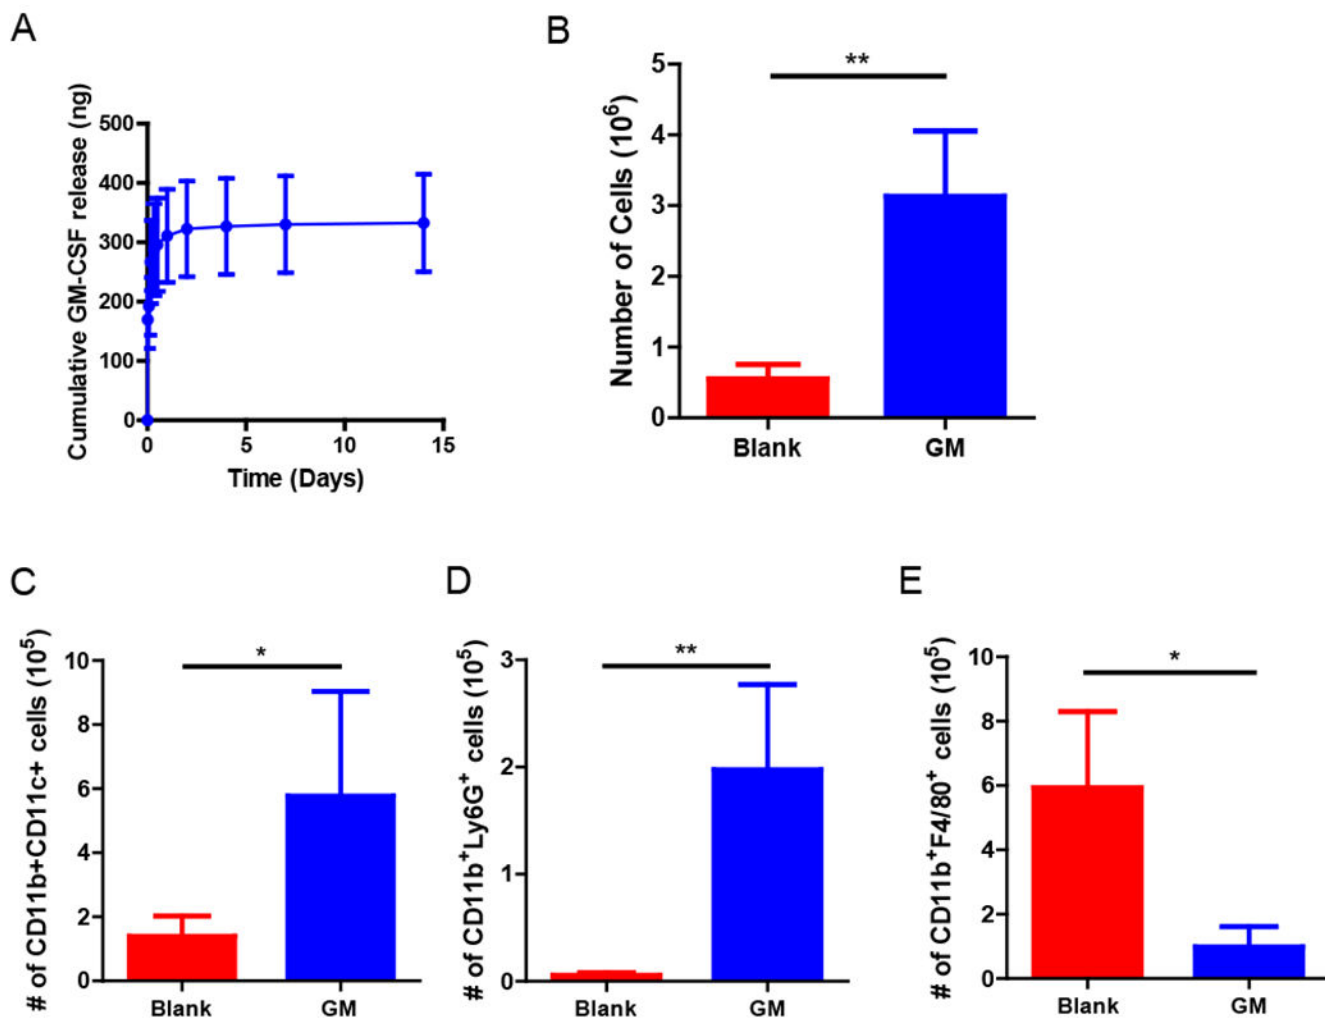 A
Cumulative GM-CSF release (ng)
500
400
300
200
100
0
0 5 10 15
Time (Days)
B
Number of Cells (10⁶)
5
4
3
2
1
0
**
Blank GM
C
# of CD11b+CD11c+ cells (10⁵)
10
8
6
4
2
0
*
Blank GM
D
# of CD11b⁺Ly6G⁺ cells (10⁵)
3
2
1
0
**
Blank GM
E
# of CD11b⁺F4/80⁺ cells (10⁵)
10
8
6
4
2
0
*
Blank GM